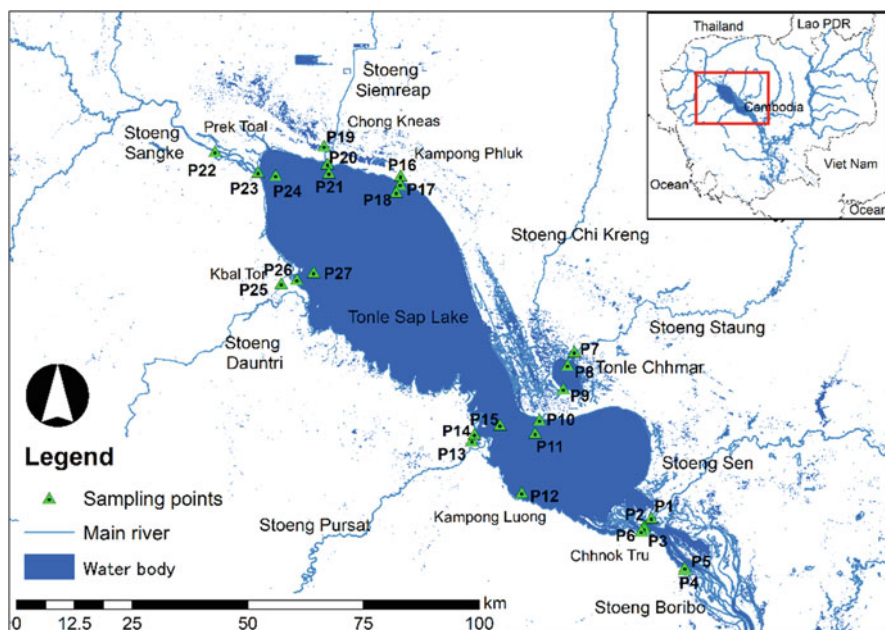 Thailand
Lao PDR
Cambodia
Viet Nam
Ocean
Ocean
Stoeng
Siemreap
Prek Toal
P19
Chong Kneas
Stoeng
Sangke
P22
P20
P16
Kampong Phluk
P23
P24
P21
P17
P18
Stoeng Chi Kreng
Kbal Tor
P26
P27
P25
Tonle Sap Lake
Stoeng Staung
Stoeng
Dauntri
P7
P8
Tonle Chhmar
P9
P15
P10
P14
P11
P13
Stoeng Sen
P12
P1
P2
Stoeng Pursat
Kampong Luong
P6
P3
Chhnok Tru
P5
P4
Stoeng Boribo
Legend
Sampling points
Main river
Water body
km
0 12.5 25 50 75 100